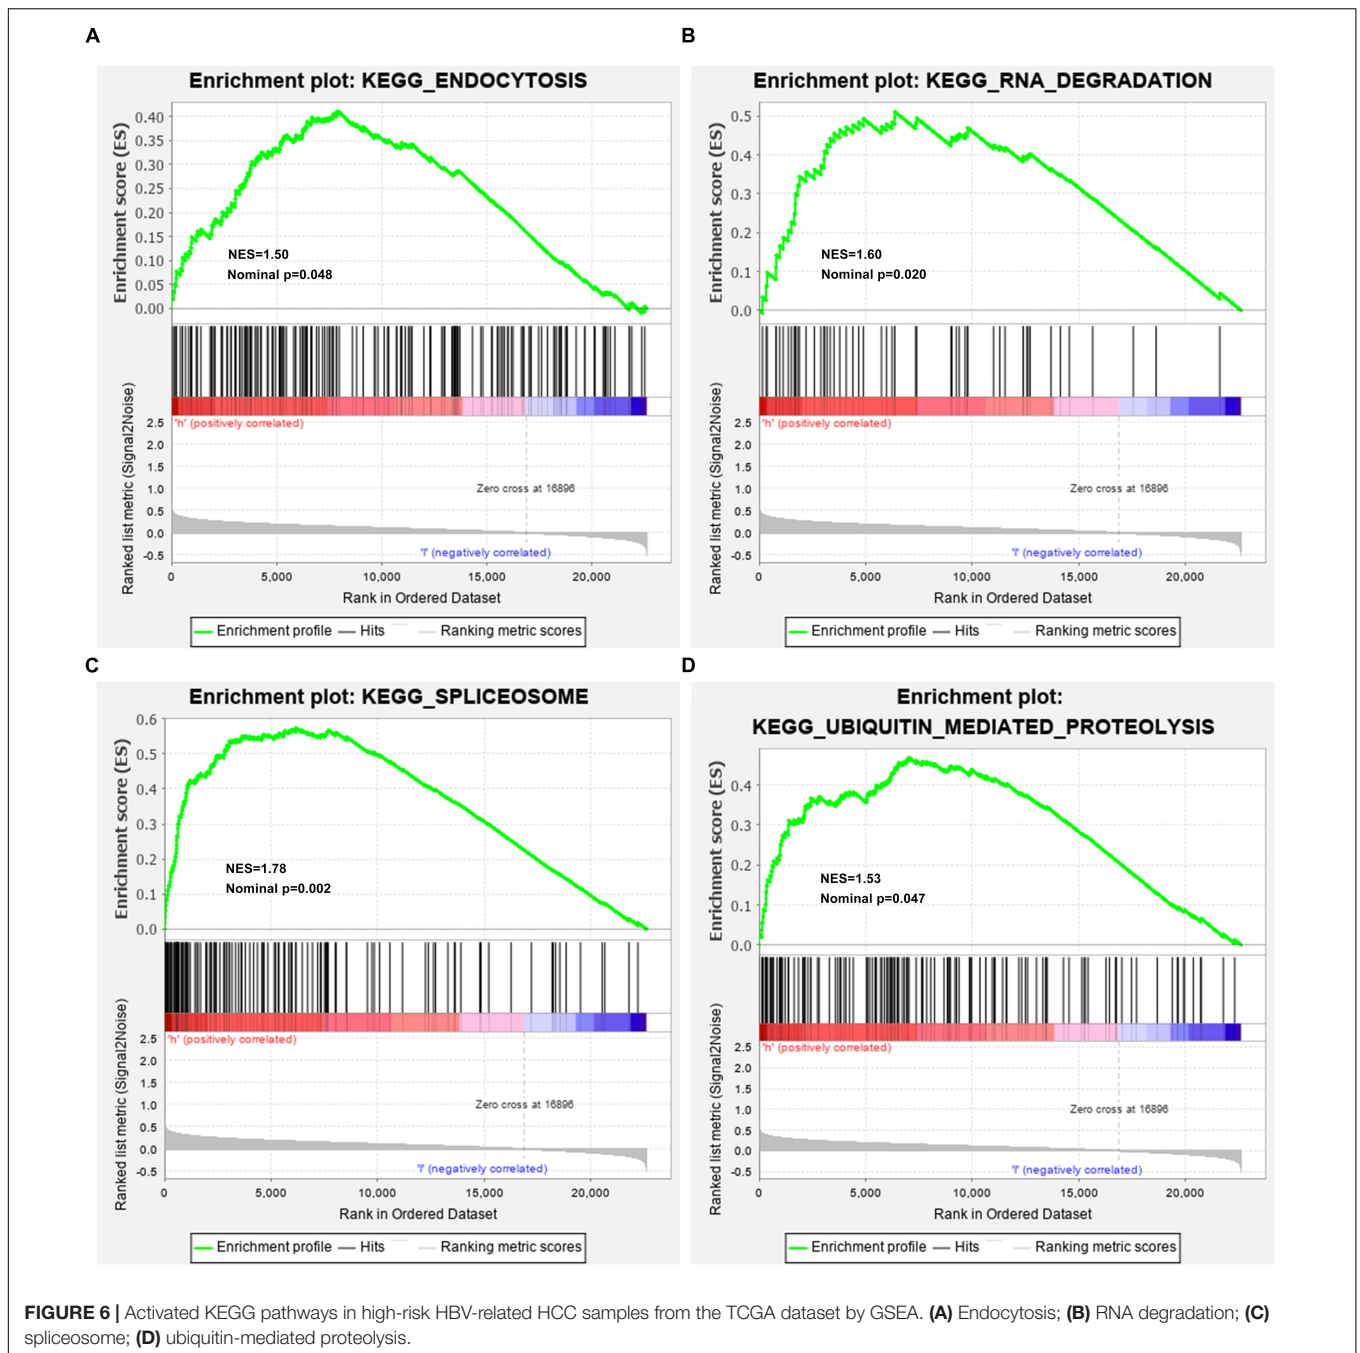 A
Enrichment plot: KEGG_ENDOCYTOSIS
Enrichment score (ES)
0.40
0.35
0.30
0.25
0.20
0.15
0.10
0.05
0.00
NES=1.50
Nominal p=0.048
Ranked list metric (Signal2Noise)
'h' (positively correlated)
2.5
2.0
1.5
1.0
0.5
0.0
-0.5
Zero cross at 16896
'l' (negatively correlated)
0 5,000 10,000 15,000 20,000
Rank in Ordered Dataset
Enrichment profile Hits Ranking metric scores
B
Enrichment plot: KEGG_RNA_DEGRADATION
Enrichment score (ES)
0.5
0.4
0.3
0.2
0.1
0.0
NES=1.60
Nominal p=0.020
Ranked list metric (Signal2Noise)
'h' (positively correlated)
2.5
2.0
1.5
1.0
0.5
0.0
-0.5
Zero cross at 16896
'l' (negatively correlated)
0 5,000 10,000 15,000 20,000
Rank in Ordered Dataset
Enrichment profile Hits Ranking metric scores
C
Enrichment plot: KEGG_SPLICEOSOME
Enrichment score (ES)
0.6
0.5
0.4
0.3
0.2
0.1
0.0
NES=1.78
Nominal p=0.002
Ranked list metric (Signal2Noise)
'h' (positively correlated)
2.5
2.0
1.5
1.0
0.5
0.0
-0.5
Zero cross at 16896
'l' (negatively correlated)
0 5,000 10,000 15,000 20,000
Rank in Ordered Dataset
Enrichment profile Hits Ranking metric scores
D
Enrichment plot:
KEGG_UBIQUITIN_MEDIATED_PROTEOLYSIS
Enrichment score (ES)
0.4
0.3
0.2
0.1
0.0
NES=1.53
Nominal p=0.047
Ranked list metric (Signal2Noise)
'h' (positively correlated)
2.5
2.0
1.5
1.0
0.5
0.0
-0.5
Zero cross at 16896
'l' (negatively correlated)
0 5,000 10,000 15,000 20,000
Rank in Ordered Dataset
Enrichment profile Hits Ranking metric scores
FIGURE 6 | Activated KEGG pathways in high-risk HBV-related HCC samples from the TCGA dataset by GSEA. (A) Endocytosis; (B) RNA degradation; (C)
spliceosome; (D) ubiquitin-mediated proteolysis.